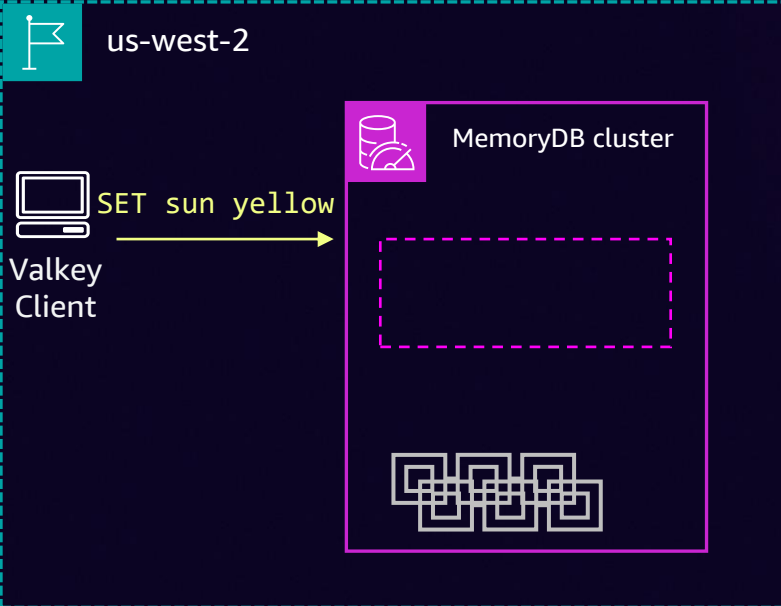 us-west-2
MemoryDB cluster
SET sun yellow
Valkey
Client